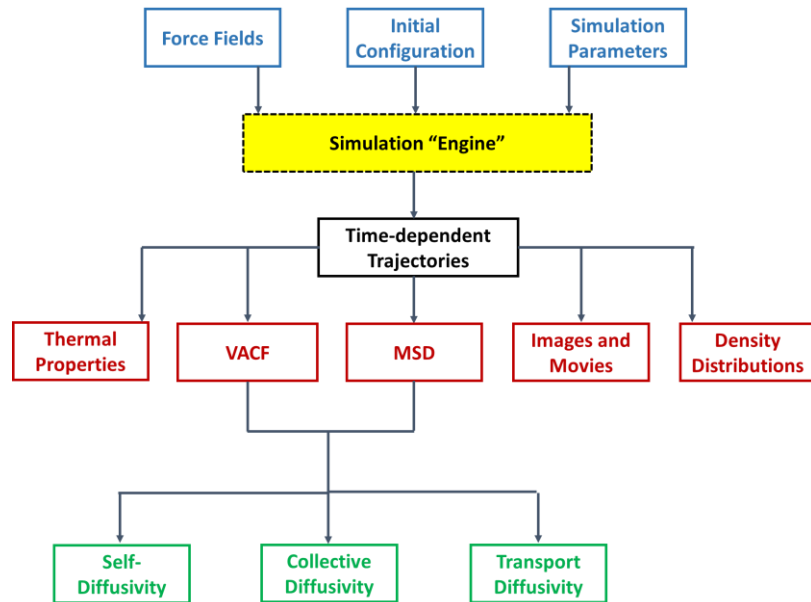 Force Fields
Initial
Configuration
Simulation
Parameters
Simulation “Engine”
Time-dependent
Trajectories
Thermal
Properties
VACF
MSD
Images and
Movies
Density
Distributions
Self-
Diffusivity
Collective
Diffusivity
Transport
Diffusivity